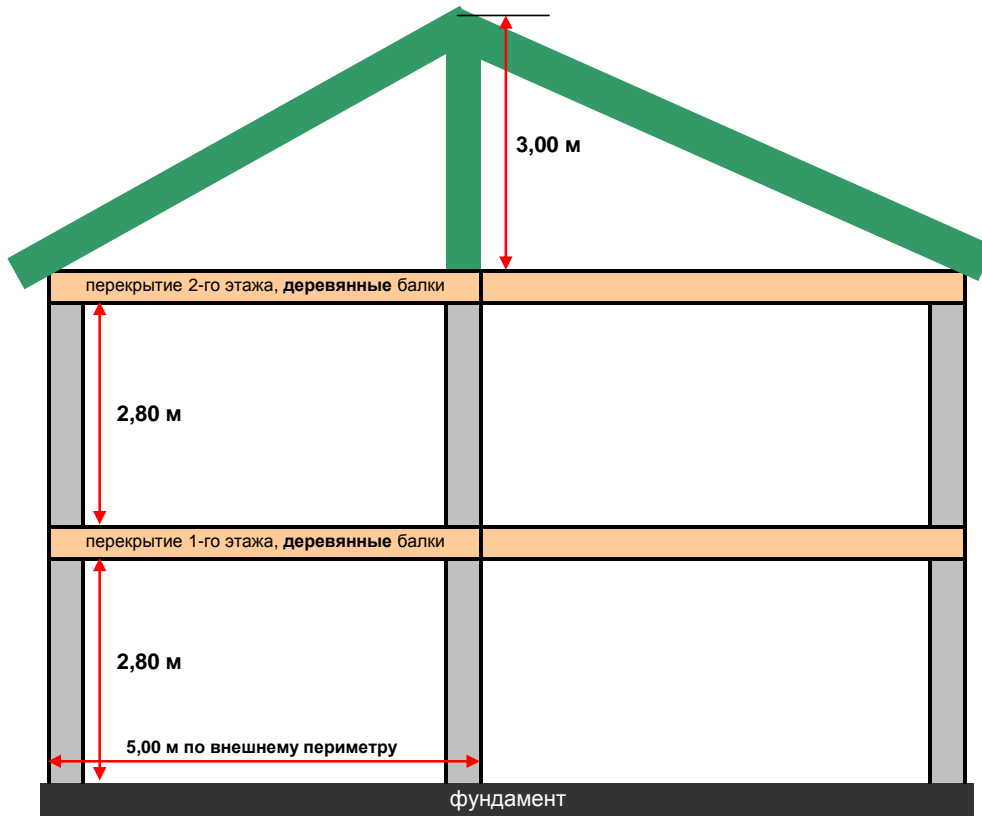 3,00 м
перекрытие 2-го этажа, деревянные балки
2,80 м
перекрытие 1-го этажа, деревянные балки
2,80 м
5,00 м по внешнему периметру
фундамент